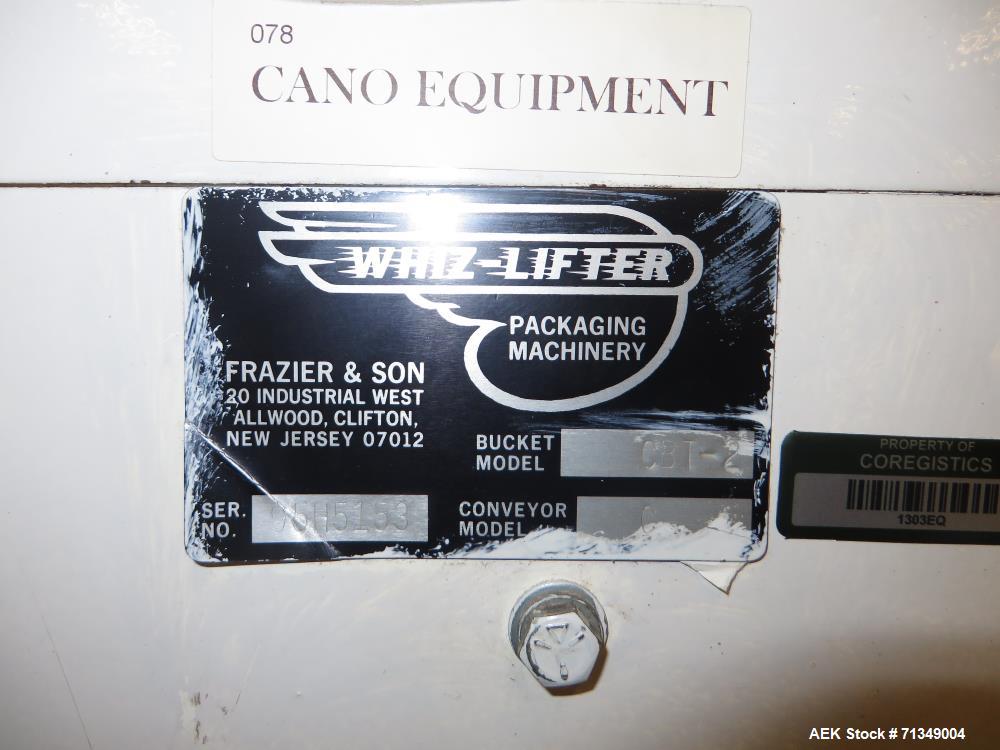 078
CANO EQUIPMENT
WHIZ-LIFTER
PACKAGING
MACHINERY
FRAZIER & SON
20 INDUSTRIAL WEST
ALLWOOD, CLIFTON,
NEW JERSEY 07012
BUCKET
MODEL CBT-2
SER.
NO.
CONVEYOR
MODEL
PROPERTY OF
COREGISTICS
1303EQ
AEK Stock # 71349004